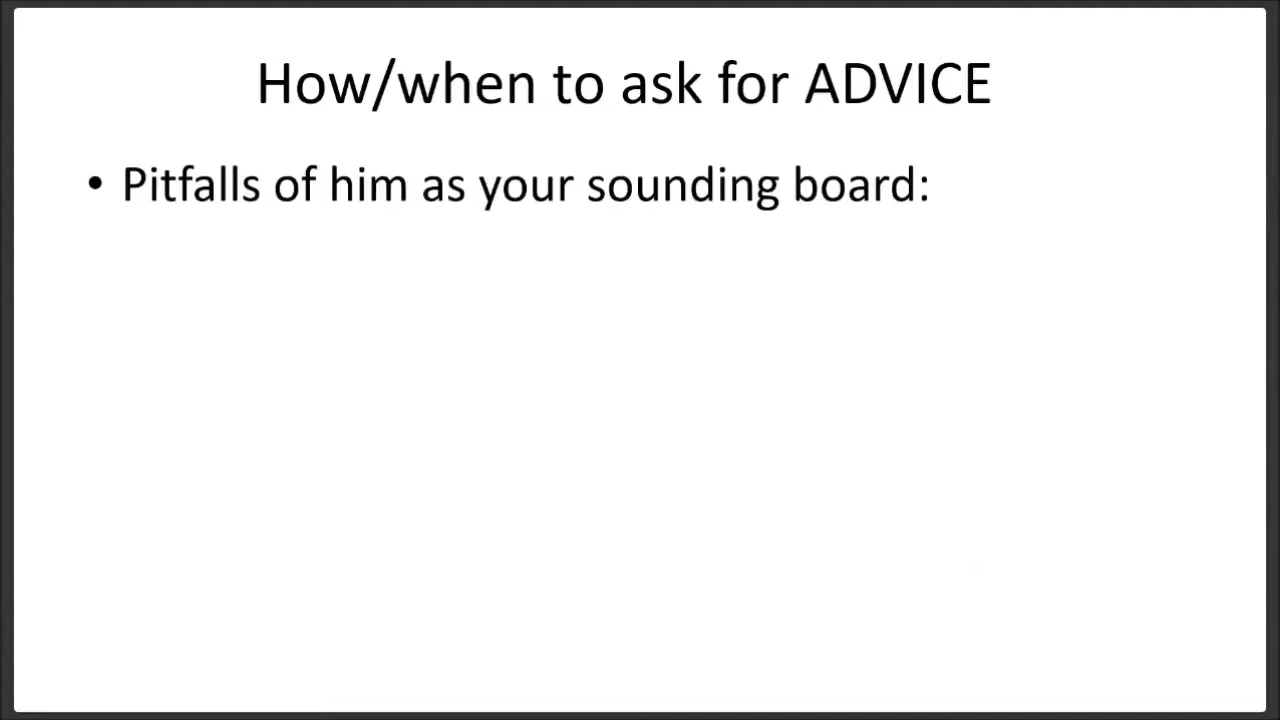 How/when to ask for ADVICE
• Pitfalls of him as your sounding board: